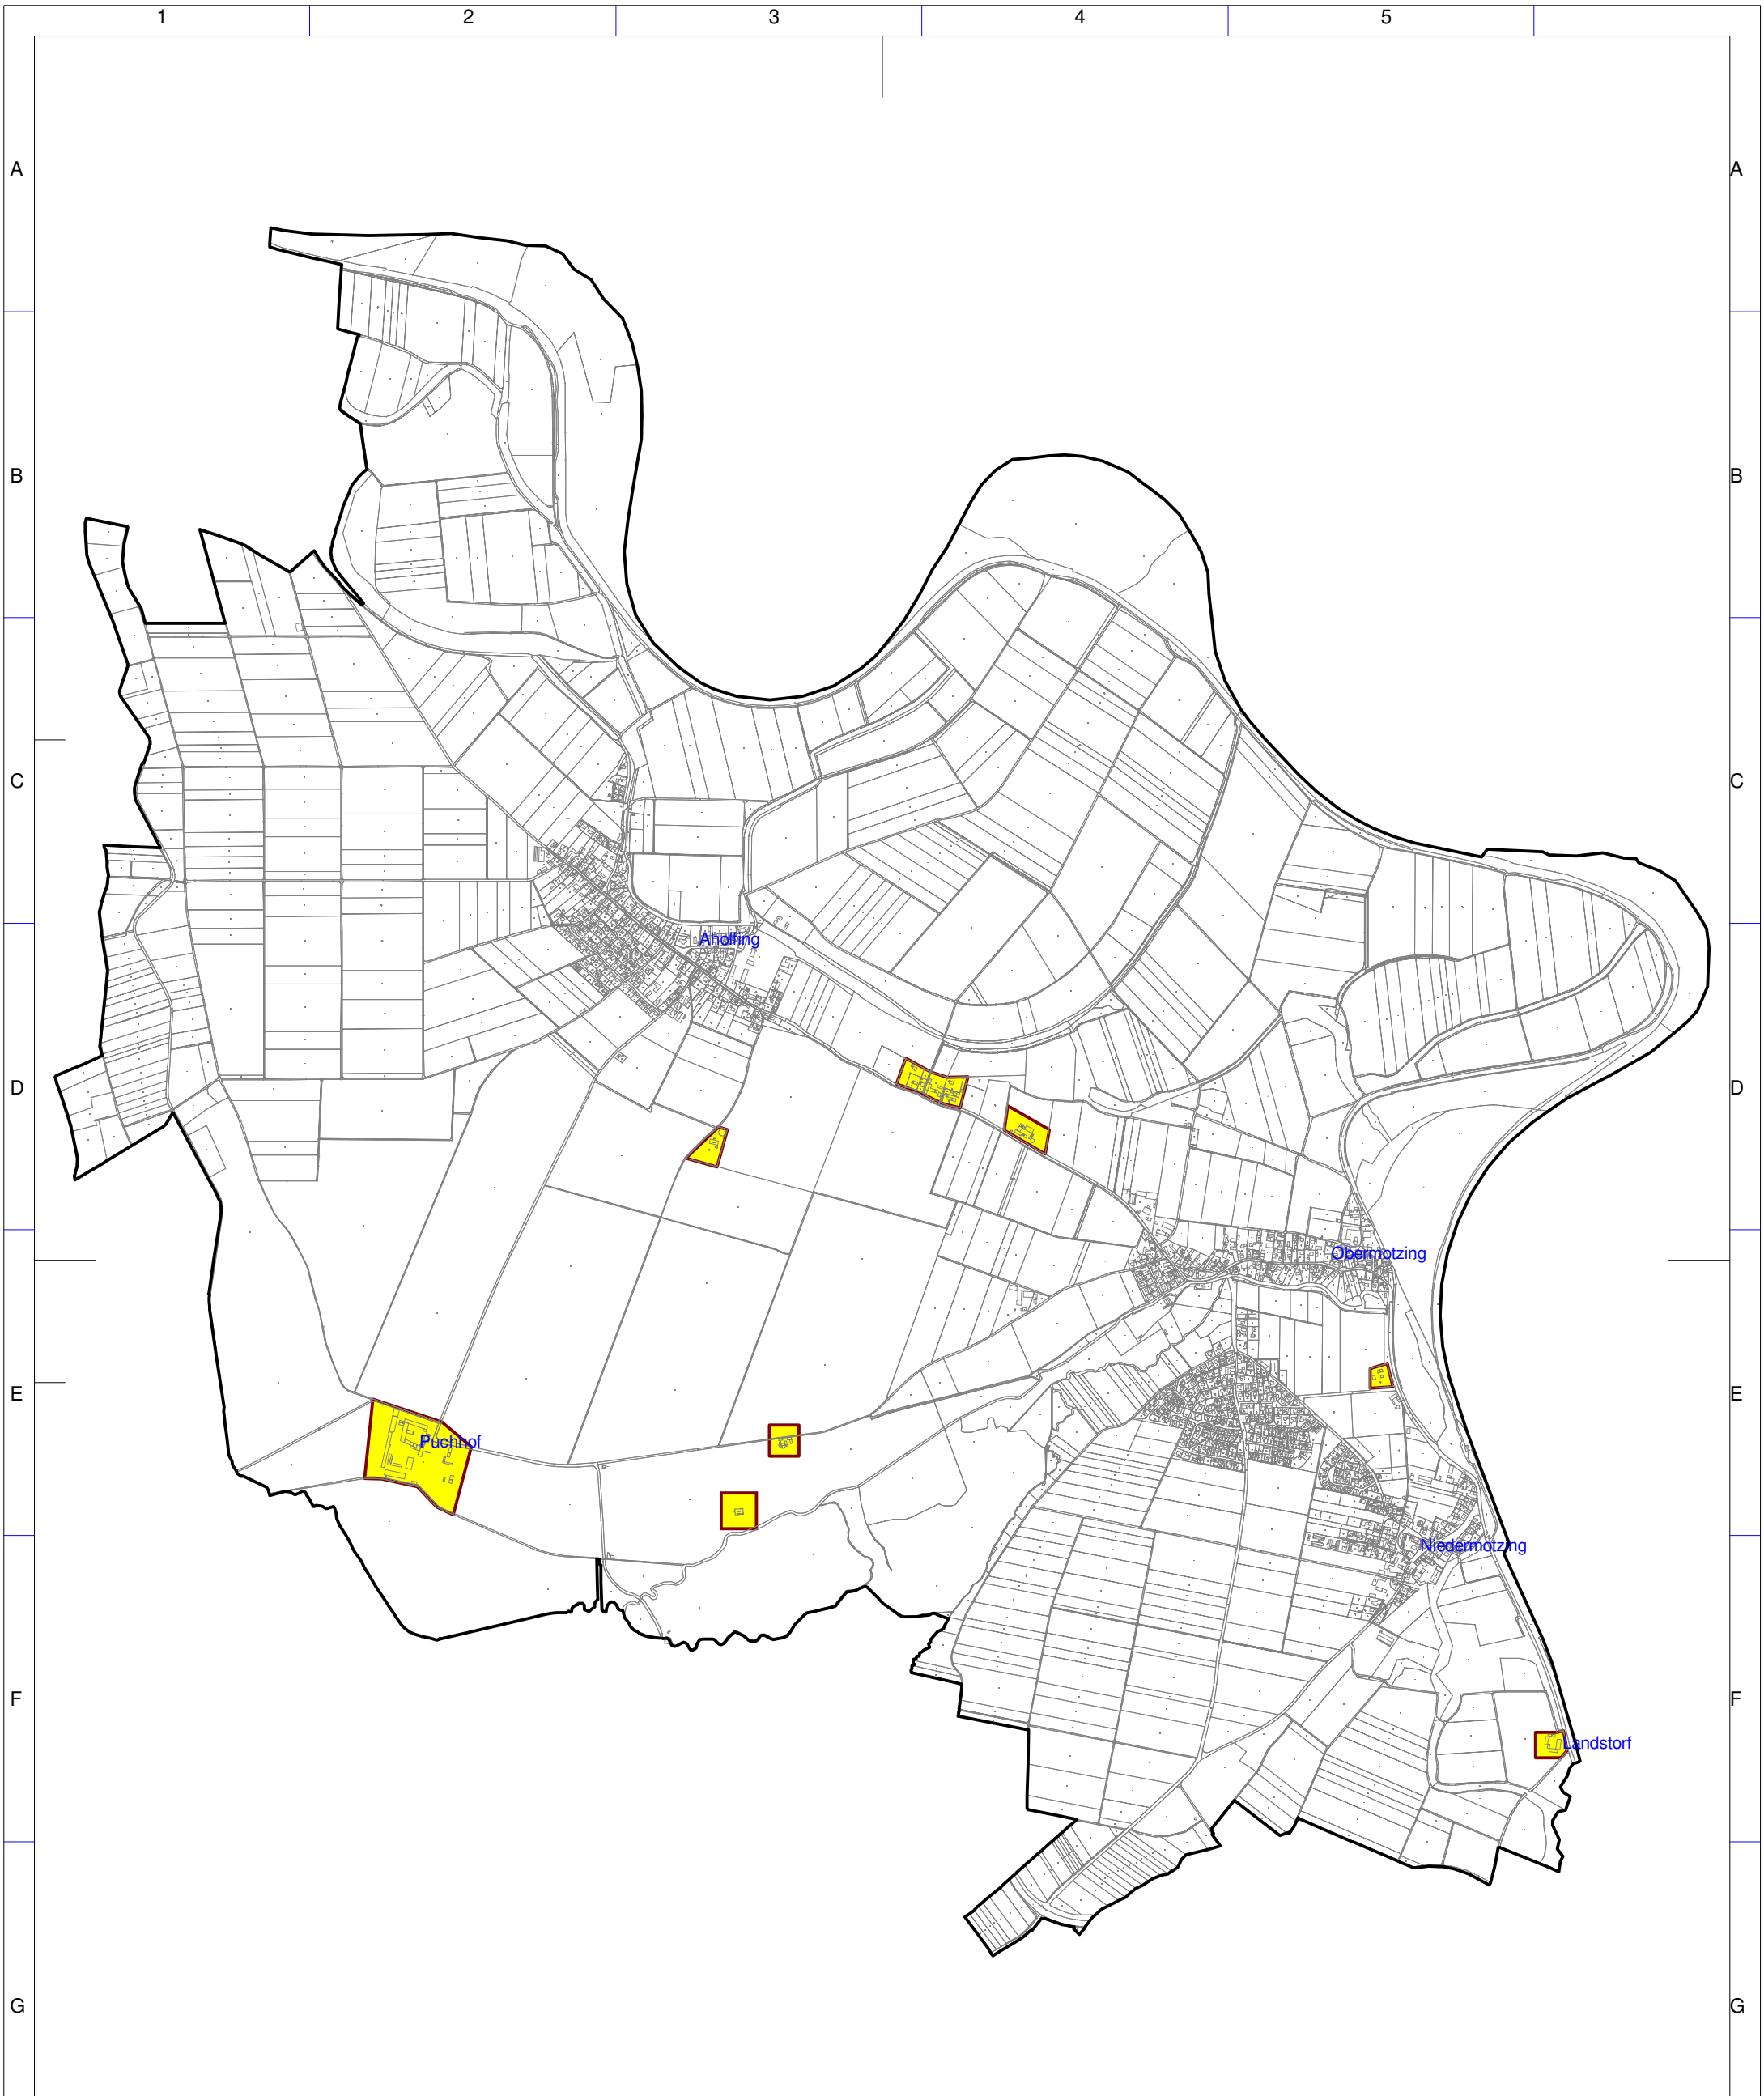 1 2 3 4 5
A A
B B
C C
Aholfing
D D
Obermotzing
E E
Puchhof
Niedermotzing
F F
Landstorf
G G